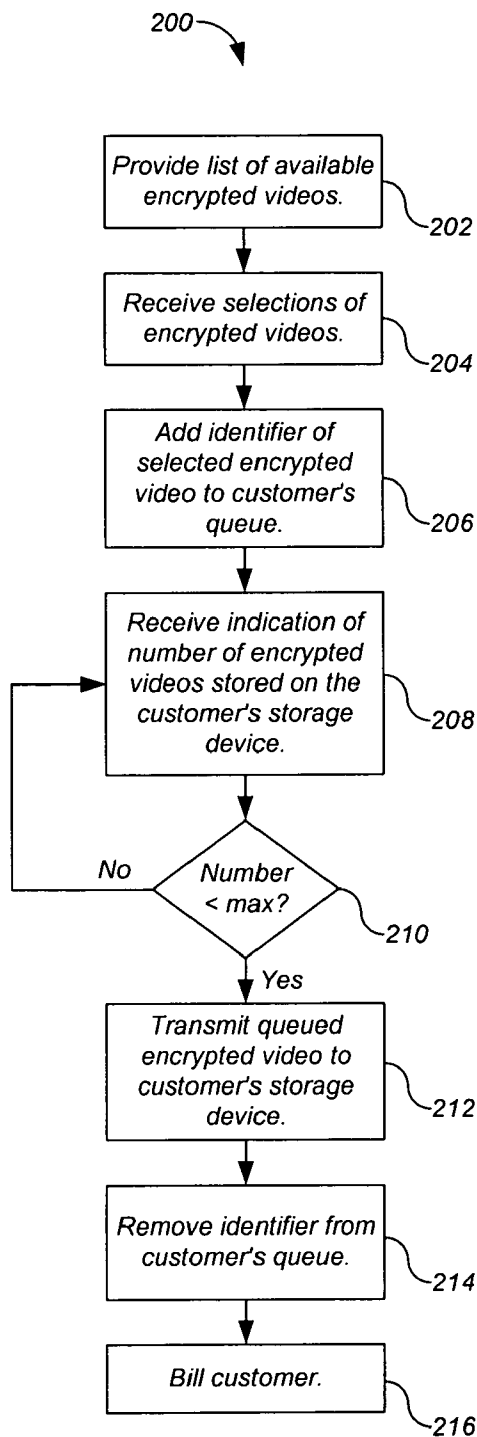 200
Provide list of available
encrypted videos.
202
Receive selections of
encrypted videos.
204
Add identifier of
selected encrypted
video to customer's
queue.
206
Receive indication of
number of encrypted
videos stored on the
customer's storage
device.
208
No
Number
< max?
210
Yes
Transmit queued
encrypted video to
customer's storage
device.
212
Remove identifier from
customer's queue.
214
Bill customer.
216